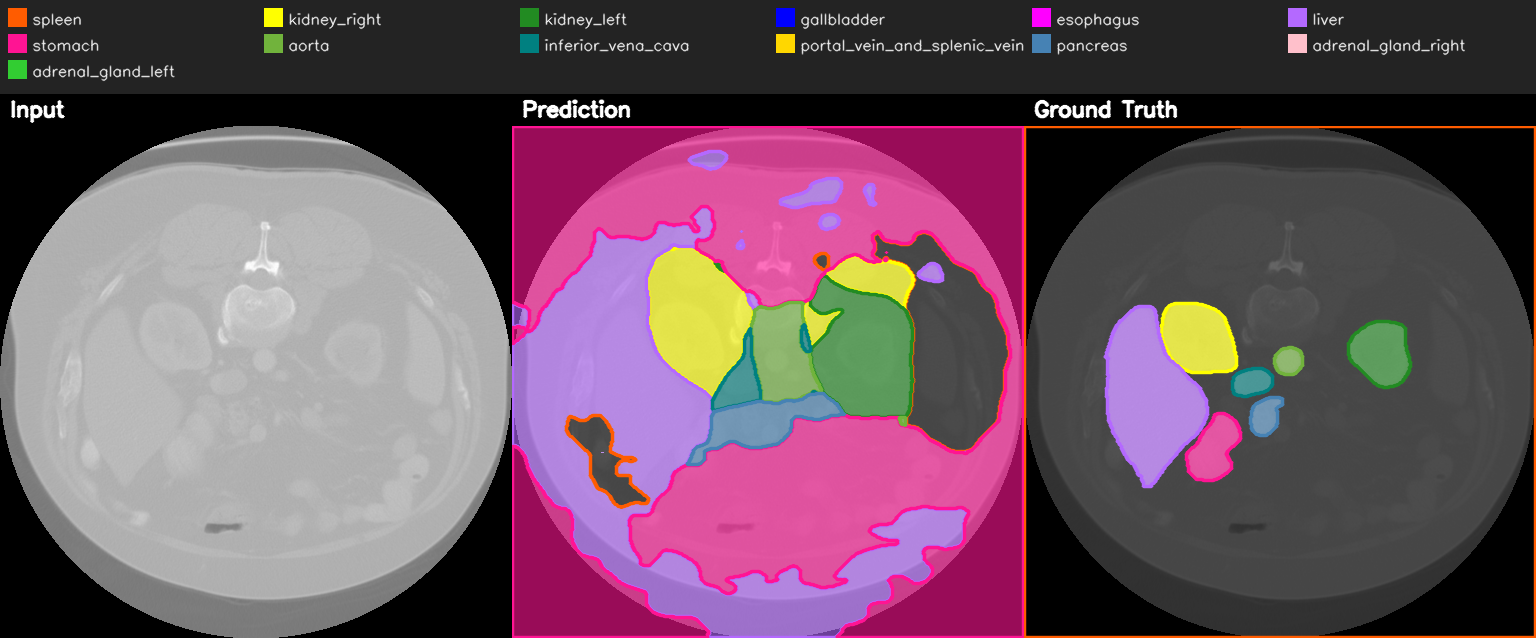 spleen kidney_right kidney_left gallbladder esophagus liver
stomach aorta inferior_vena_cava portal_vein_and_splenic_vein pancreas adrenal_gland_right
adrenal_gland_left
Input Prediction Ground Truth